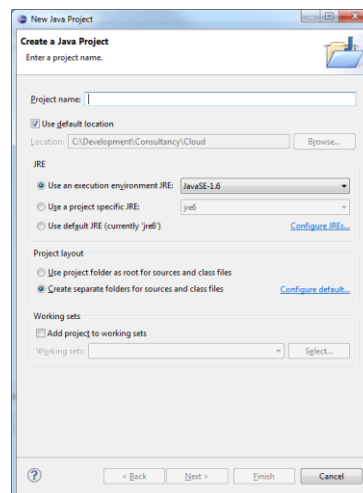 New Java Project
Create a Java Project
Enter a project name.
Project name:
Use default location
Location: C:\Development\Consultancy\Cloud Browse...
JRE
Use an execution environment JRE: JavaSE-1.6
Use a project specific JRE: jre6
Use default JRE (currently 'jre6') Configure JREs...
Project layout
Use project folder as root for sources and class files
Create separate folders for sources and class files Configure default...
Working sets
Add project to working sets
Working sets: Select...
? < Back Next > Finish Cancel